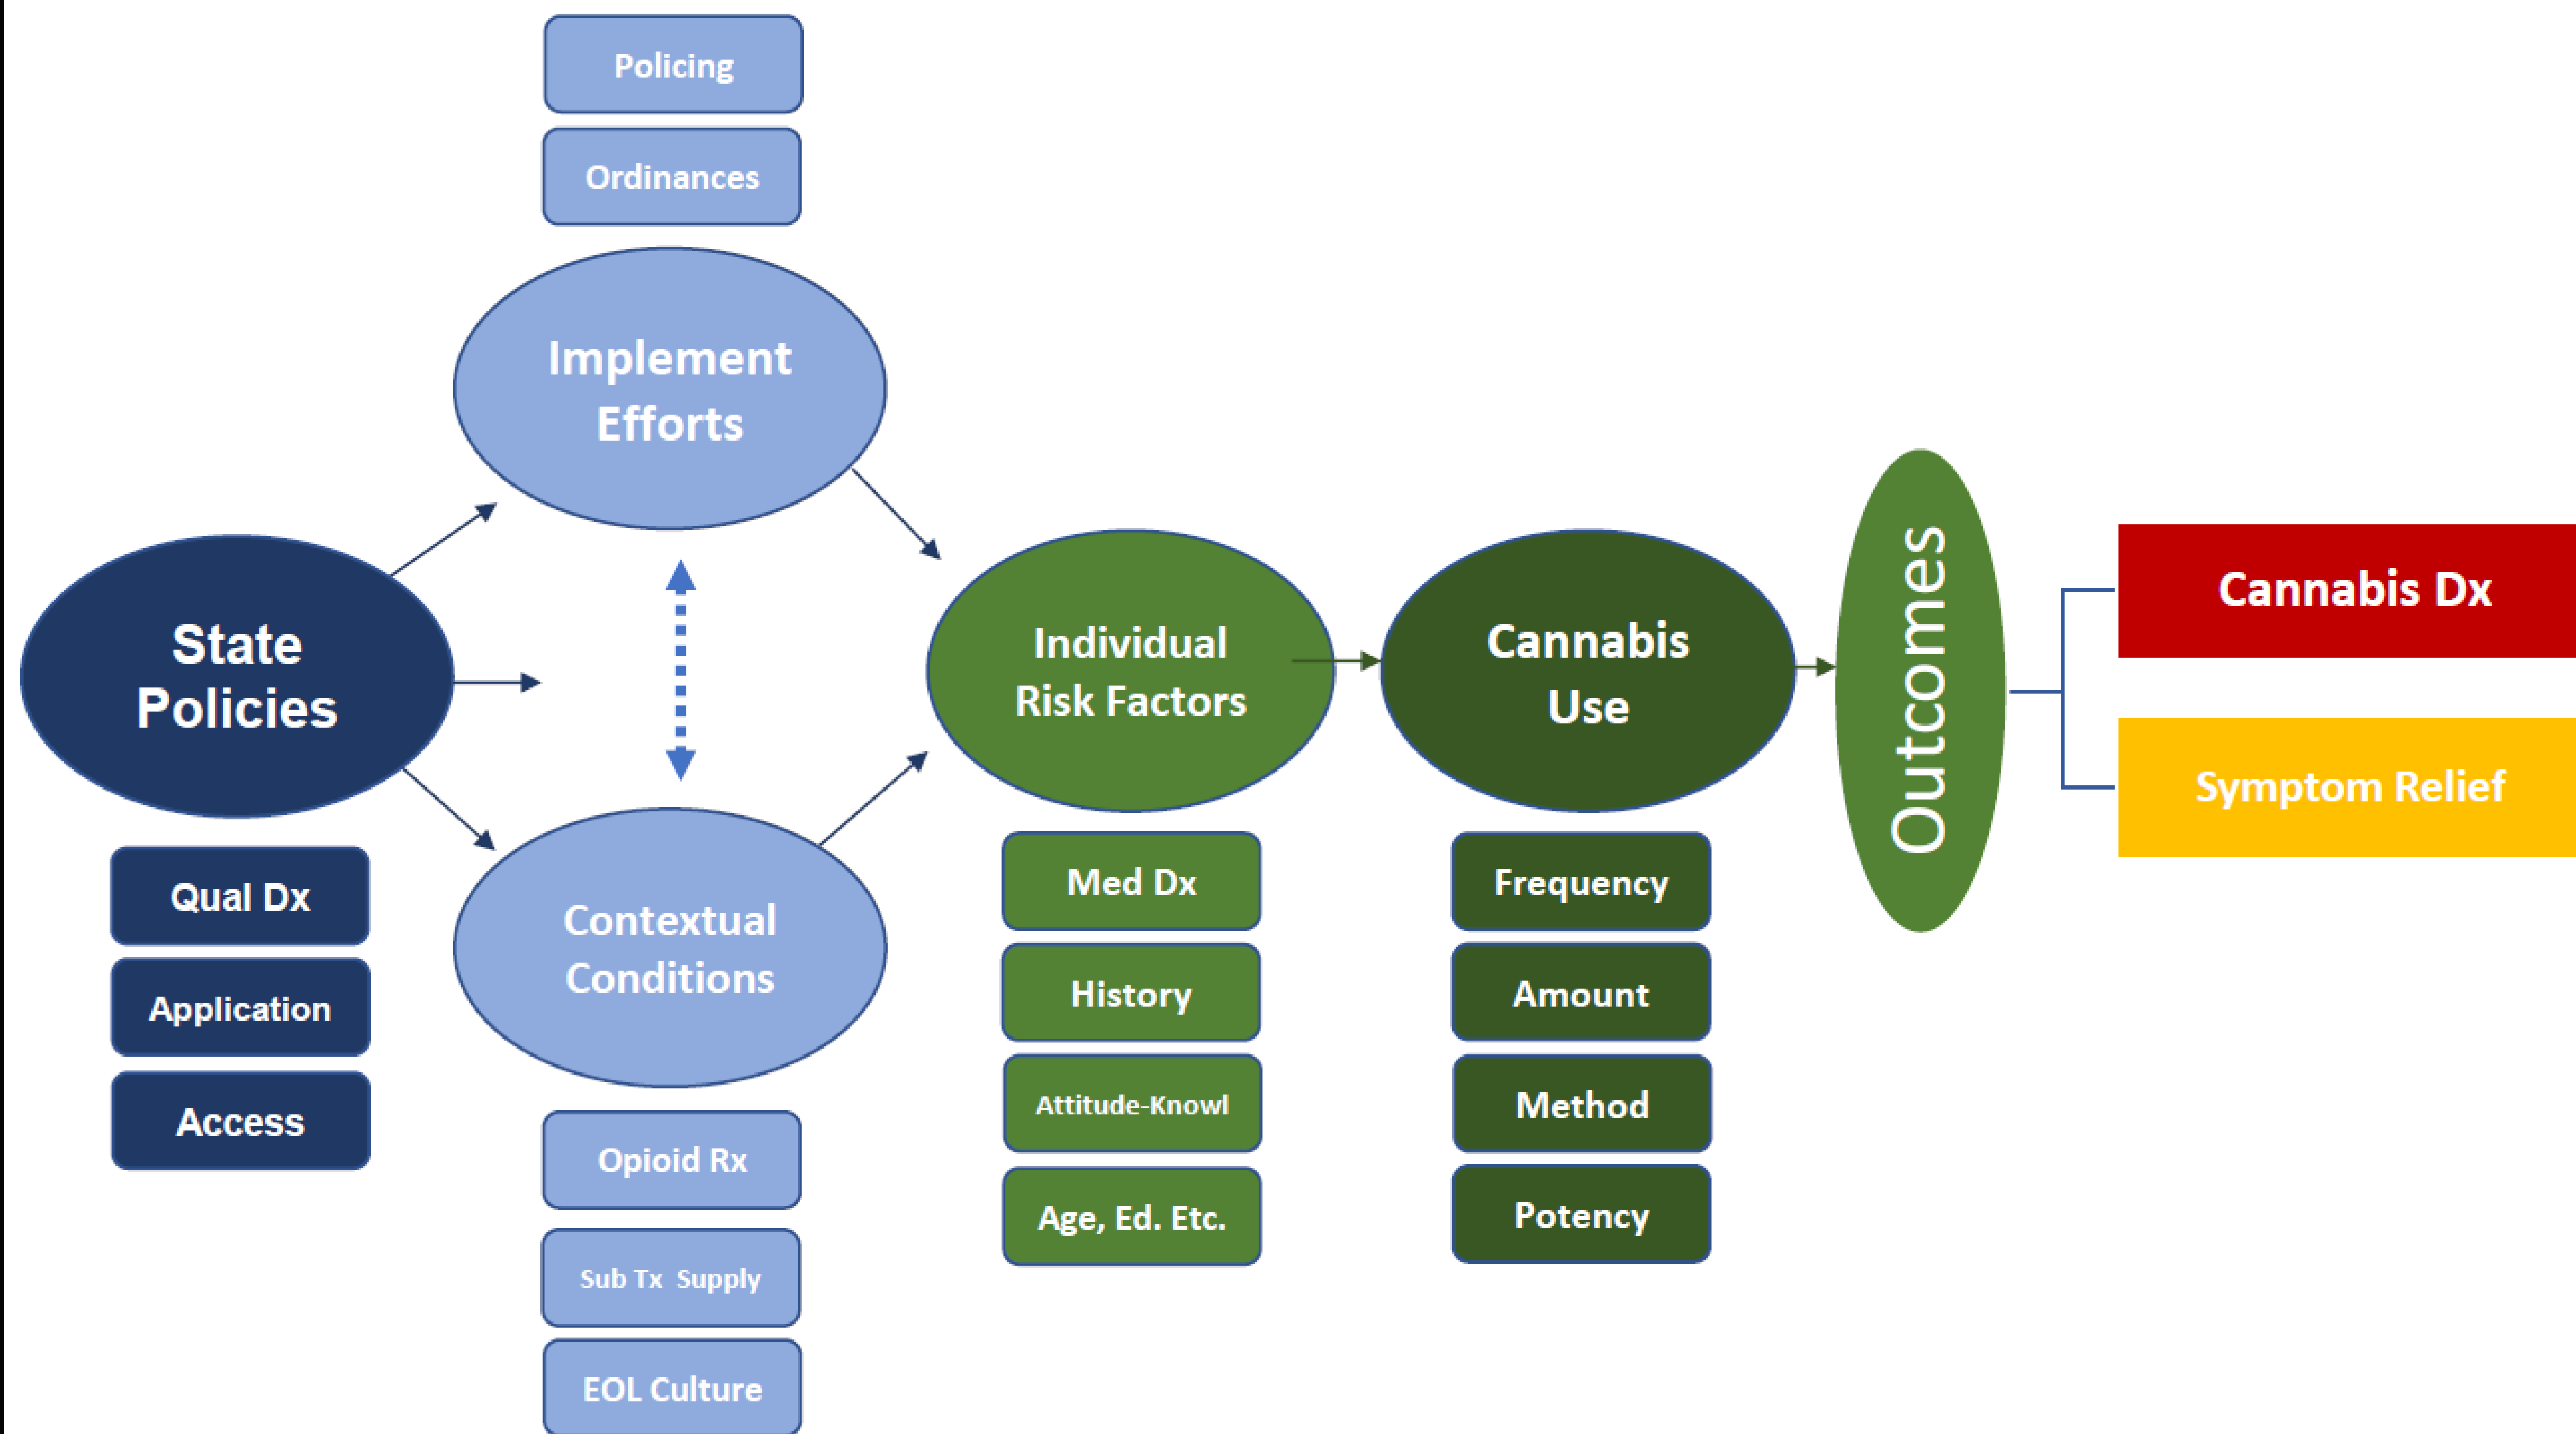 Policing
Ordinances
Implement
Efforts
State
Policies
Qual Dx
Application
Access
Contextual
Conditions
Opioid Rx
Sub Tx  Supply
EOL Culture
Individual
Risk Factors
Med Dx
History
Attitude-Knowl
Age, Ed. Etc.
Cannabis
Use
Frequency
Amount
Method
Potency
Outcomes
Cannabis Dx
Symptom Relief